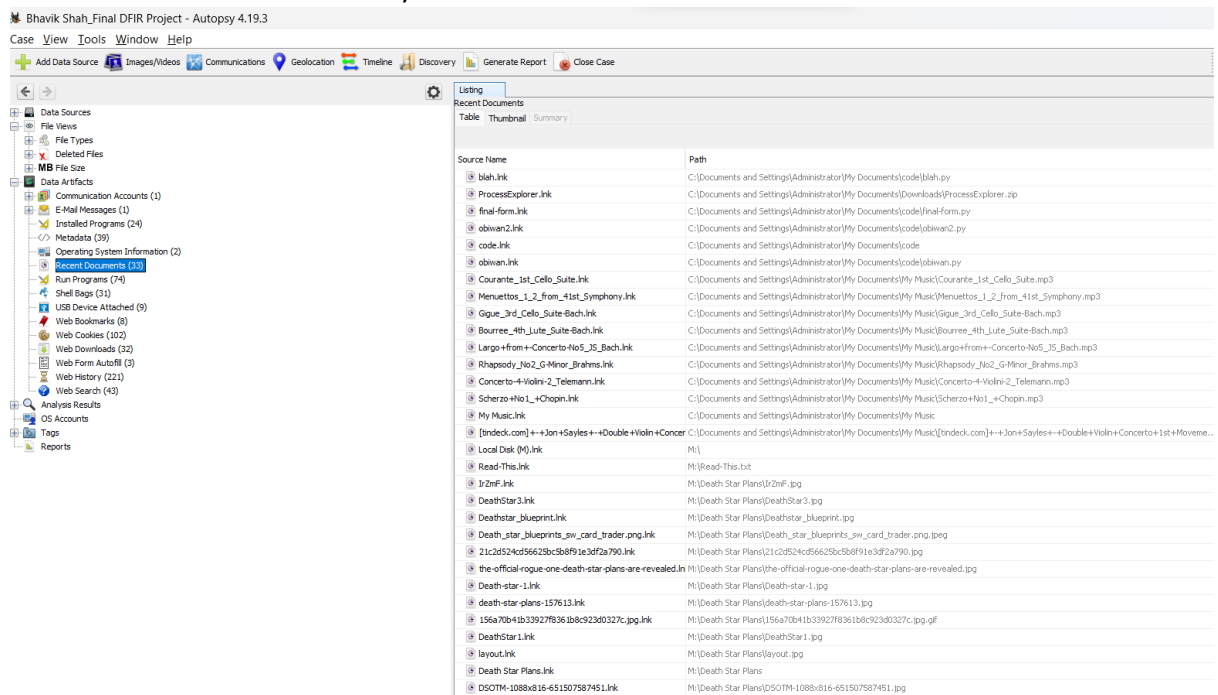 Bhavik Shah_Final DFIR Project - Autopsy 4.19.3
Case View Tools Window Help
Add Data Source Images/Videos Communications Geolocation Timeline Discovery Generate Report Close Case
Data Sources
File Views
File Types
Deleted Files
MB File Size
Data Artifacts
Communication Accounts (1)
E-Mail Messages (1)
Installed Programs (24)
Metadata (39)
Operating System Information (2)
Recent Documents (33)
Run Programs (74)
Shell Bags (31)
USB Device Attached (9)
Web Bookmarks (8)
Web Cookies (102)
Web Downloads (32)
Web Form Autofill (3)
Web History (221)
Web Search (43)
Analysis Results
OS Accounts
Tags
Reports
Listing
Recent Documents
Table Thumbnail Summary
Source Name Path
blah.lnk C:\Documents and Settings\Administrator\My Documents\code\blah.py
ProcessExplorer.lnk C:\Documents and Settings\Administrator\My Documents\Downloads\ProcessExplorer.zip
final-form.lnk C:\Documents and Settings\Administrator\My Documents\code\final-form.py
obiwan2.lnk C:\Documents and Settings\Administrator\My Documents\code\obiwan2.py
code.lnk C:\Documents and Settings\Administrator\My Documents\code
obiwan.lnk C:\Documents and Settings\Administrator\My Documents\code\obiwan.py
Courante_1st_Cello_Suite.lnk C:\Documents and Settings\Administrator\My Documents\My Music\Courante_1st_Cello_Suite.mp3
Menuettos_1_2_from_41st_Symphony.lnk C:\Documents and Settings\Administrator\My Documents\My Music\Menuettos_1_2_from_41st_Symphony.mp3
Gigue_3rd_Cello_Suite-Bach.lnk C:\Documents and Settings\Administrator\My Documents\My Music\Gigue_3rd_Cello_Suite-Bach.mp3
Bourree_4th_Lute_Suite-Bach.lnk C:\Documents and Settings\Administrator\My Documents\My Music\Bourree_4th_Lute_Suite-Bach.mp3
Largo+from+-Concerto-No5_JS_Bach.lnk C:\Documents and Settings\Administrator\My Documents\My Music\Largo+from+-Concerto-No5_JS_Bach.mp3
Rhapsody_No2_G-Minor_Brahms.lnk C:\Documents and Settings\Administrator\My Documents\My Music\Rhapsody_No2_G-Minor_Brahms.mp3
Concerto-4-Violini-2_Telemann.lnk C:\Documents and Settings\Administrator\My Documents\My Music\Concerto-4-Violini-2_Telemann.mp3
Scherzo+No1_+Chopin.lnk C:\Documents and Settings\Administrator\My Documents\My Music\Scherzo+No1_+Chopin.mp3
My Music.lnk C:\Documents and Settings\Administrator\My Documents\My Music
[tindeck.com]+-+Jon+Sayles+-+Double+Violin+Concer C:\Documents and Settings\Administrator\My Documents\My Music\[tindeck.com]+-+Jon+Sayles+-+Double+Violin+Concerto+1st+Moveme...
Local Disk (M).lnk M:\
Read-This.lnk M:\Read-This.txt
IrZmF.lnk M:\Death Star Plans\IrZmF.jpg
DeathStar3.lnk M:\Death Star Plans\DeathStar3.jpg
Deathstar_blueprint.lnk M:\Death Star Plans\Deathstar_blueprint.jpg
Death_star_blueprints_sw_card_trader.png.lnk M:\Death Star Plans\Death_star_blueprints_sw_card_trader.png.jpeg
21c2d524cd56625bc5b8f91e3df2a790.lnk M:\Death Star Plans\21c2d524cd56625bc5b8f91e3df2a790.jpg
the-official-rogue-one-death-star-plans-are-revealed.ln M:\Death Star Plans\the-official-rogue-one-death-star-plans-are-revealed.jpg
Death-star-1.lnk M:\Death Star Plans\Death-star-1.jpg
death-star-plans-157613.lnk M:\Death Star Plans\death-star-plans-157613.jpg
156a70b41b33927f8361b8c923d0327c.jpg.lnk M:\Death Star Plans\156a70b41b33927f8361b8c923d0327c.jpg.gif
DeathStar1.lnk M:\Death Star Plans\DeathStar1.jpg
layout.lnk M:\Death Star Plans\layout.jpg
Death Star Plans.lnk M:\Death Star Plans
DSOTM-1088x816-651507587451.lnk M:\Death Star Plans\DSOTM-1088x816-651507587451.jpg